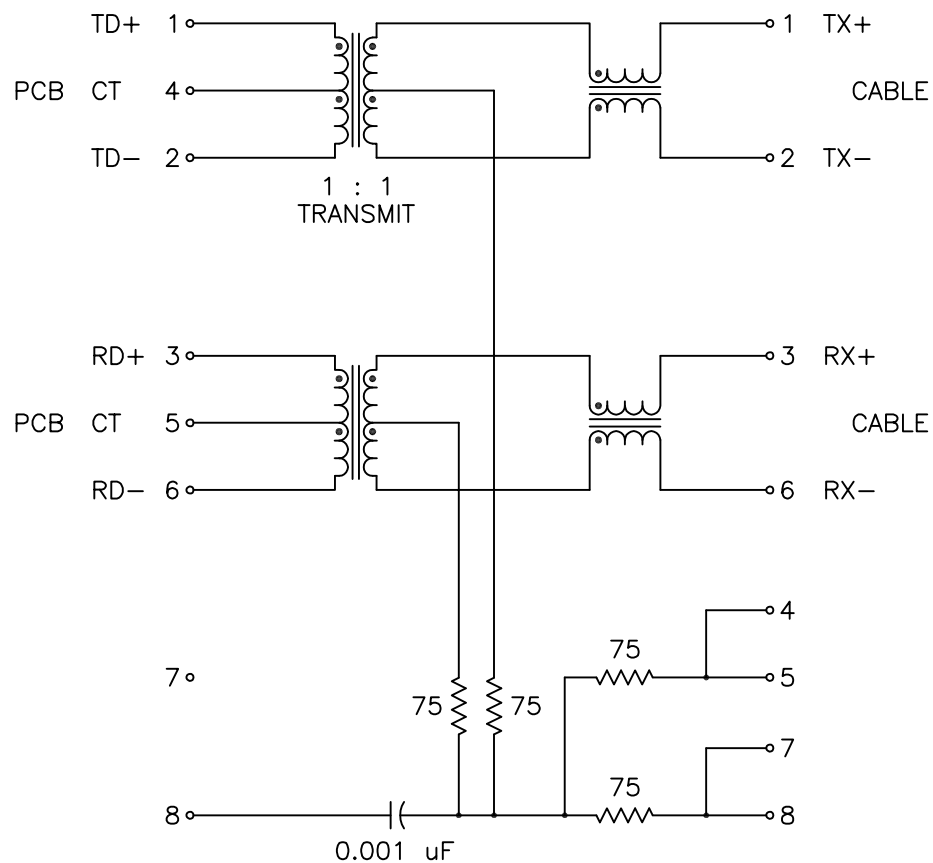 TD+ 1 1 TX+
PCB CT 4 CABLE
TD- 2 2 TX-
1 : 1
TRANSMIT
RD+ 3 3 RX+
PCB CT 5 CABLE
RD- 6 6 RX-
4
75
7 5
75 75
7
75
8 8
0.001 uF